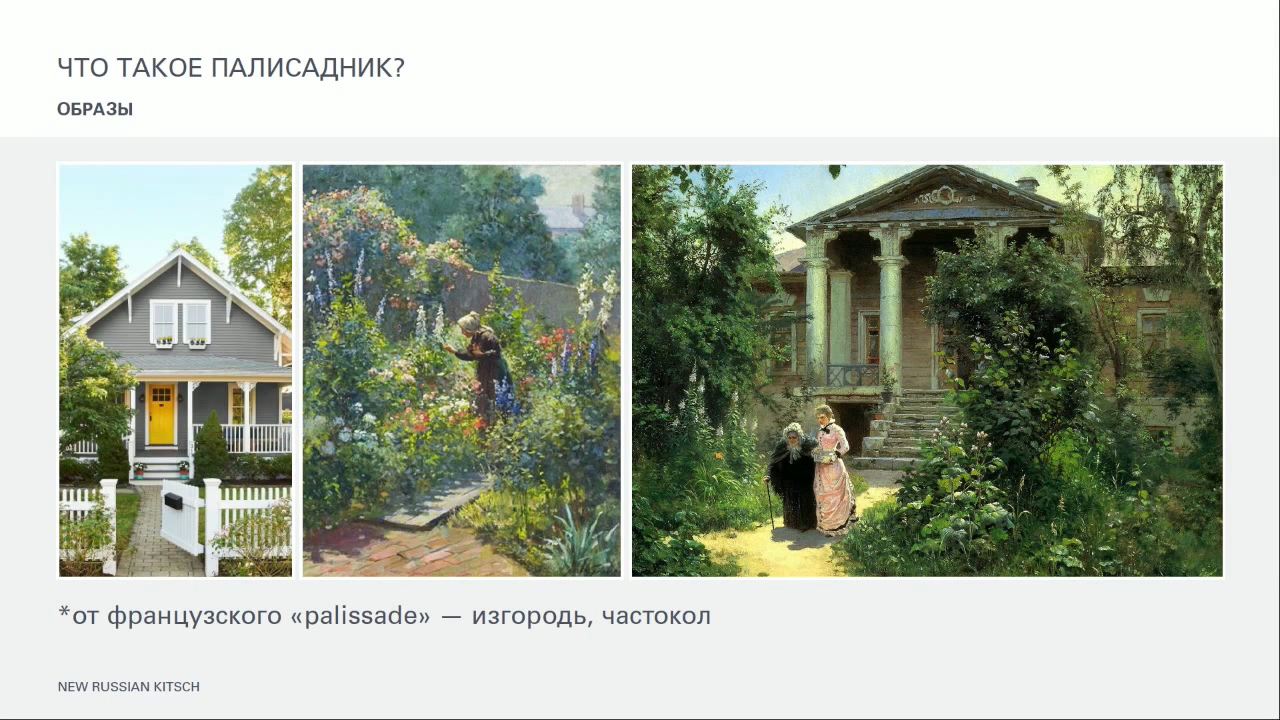 ЧТО ТАКОЕ ПАЛИСАДНИК?
ОБРАЗЫ
*от французского «palissade» — изгородь, частокол
NEW RUSSIAN KITSCH